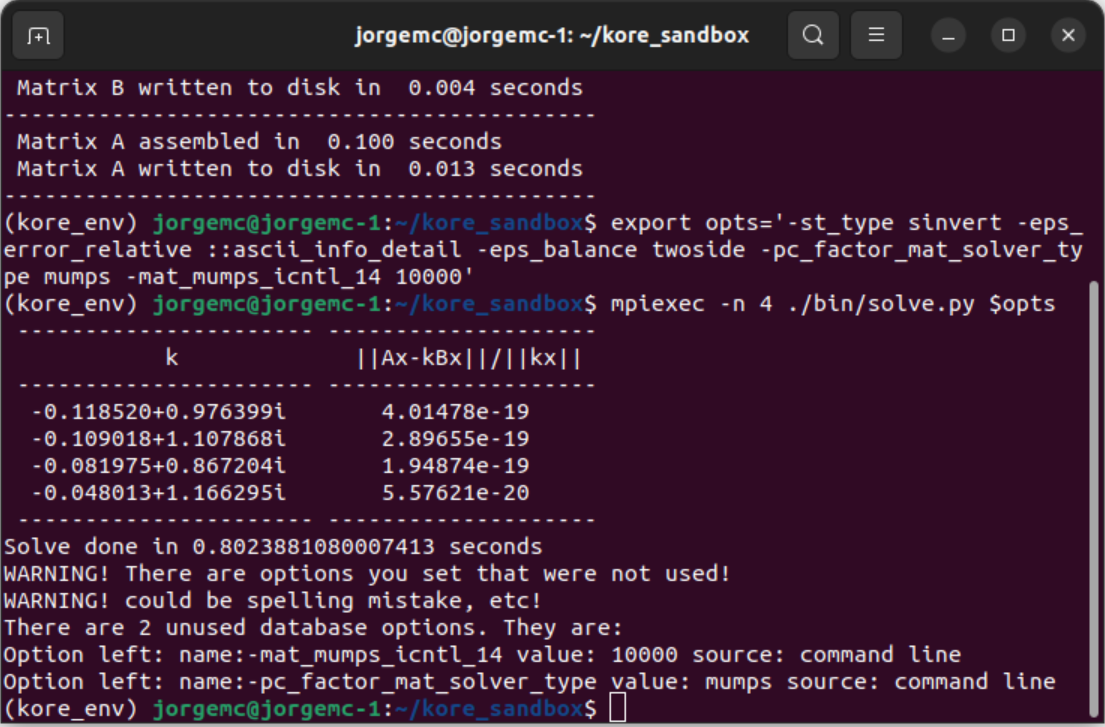 jorgemc@jorgemc-1: ~/kore_sandbox
Matrix B written to disk in  0.004 seconds
--------------------------------------------
Matrix A assembled in  0.100 seconds
Matrix A written to disk in  0.013 seconds
--------------------------------------------
(kore_env) jorgemc@jorgemc-1:~/kore_sandbox$ export opts='-st_type sinvert -eps_
error_relative ::ascii_info_detail -eps_balance twoside -pc_factor_mat_solver_ty
pe mumps -mat_mumps_icntl_14 10000'
(kore_env) jorgemc@jorgemc-1:~/kore_sandbox$ mpiexec -n 4 ./bin/solve.py $opts
---------------------- --------------------
k ||Ax-kBx||/||kx||
---------------------- --------------------
-0.118520+0.976399i 4.01478e-19
-0.109018+1.107868i 2.89655e-19
-0.081975+0.867204i 1.94874e-19
-0.048013+1.166295i 5.57621e-20
---------------------- --------------------
Solve done in 0.8023881080007413 seconds
WARNING! There are options you set that were not used!
WARNING! could be spelling mistake, etc!
There are 2 unused database options. They are:
Option left: name:-mat_mumps_icntl_14 value: 10000 source: command line
Option left: name:-pc_factor_mat_solver_type value: mumps source: command line
(kore_env) jorgemc@jorgemc-1:~/kore_sandbox$